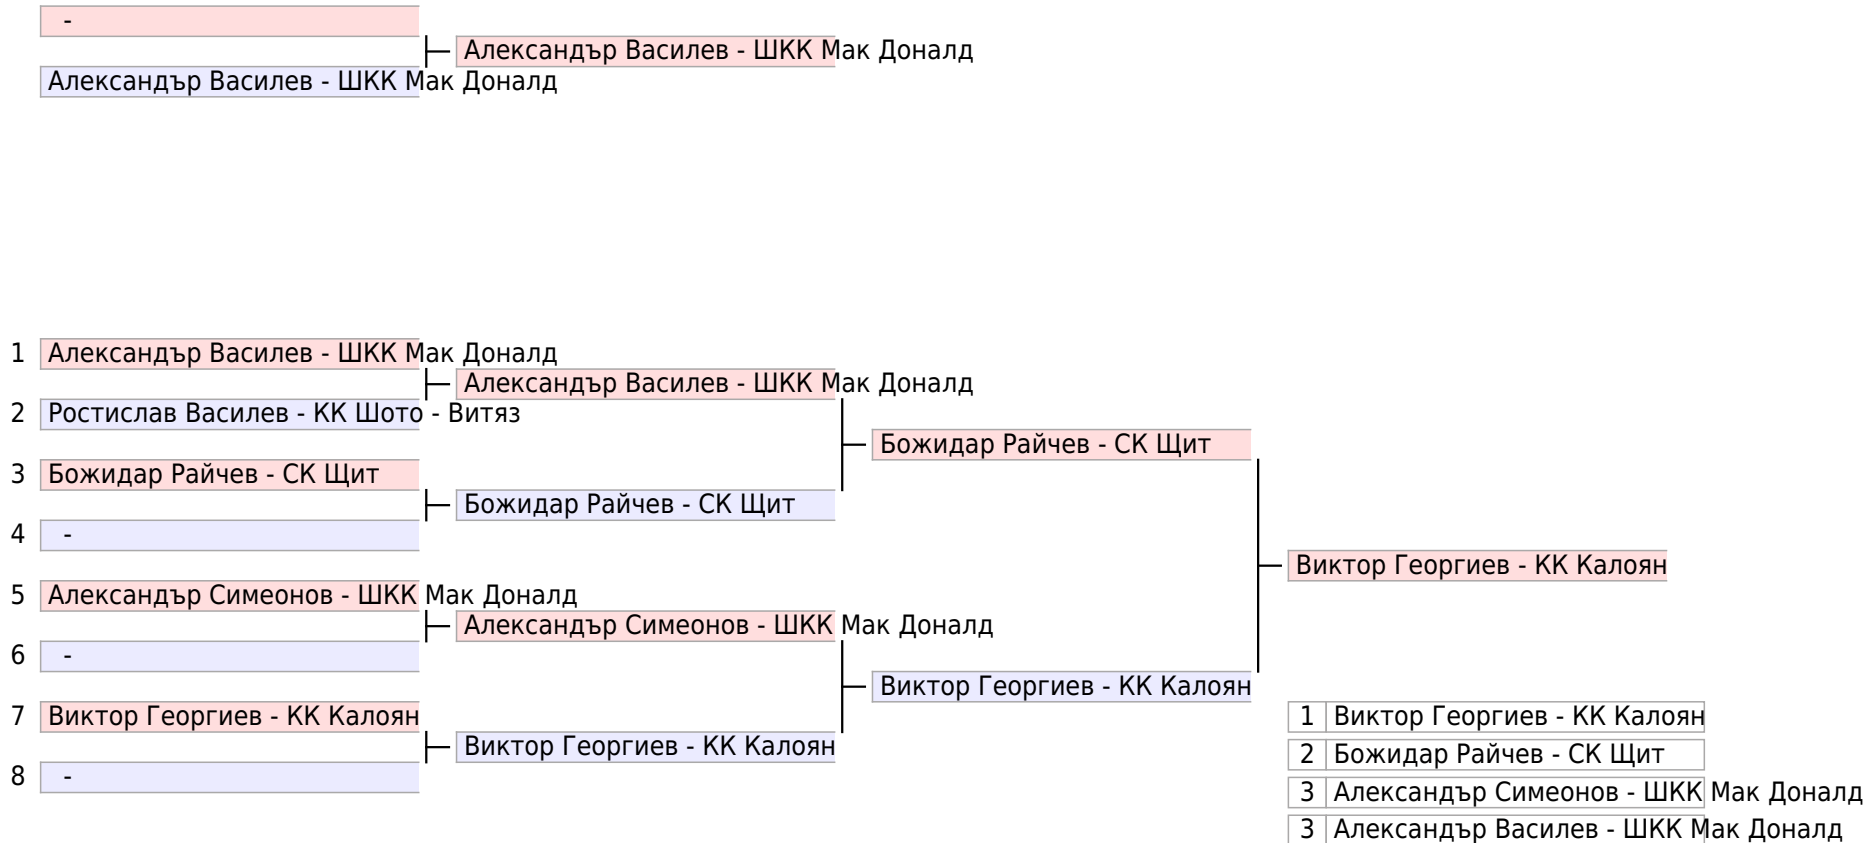 -
Александър Василев - ШКК Мак Доналд
Александър Василев - ШКК Мак Доналд
1 Александър Василев - ШКК Мак Доналд
Александър Василев - ШКК Мак Доналд
2 Ростислав Василев - КК Шото - Витяз
Божидар Райчев - СК Щит
3 Божидар Райчев - СК Щит
Божидар Райчев - СК Щит
4 -
Виктор Георгиев - КК Калоян
5 Александър Симеонов - ШКК Мак Доналд
Александър Симеонов - ШКК Мак Доналд
6 -
Виктор Георгиев - КК Калоян
7 Виктор Георгиев - КК Калоян
Виктор Георгиев - КК Калоян
8 -
1 Виктор Георгиев - КК Калоян
2 Божидар Райчев - СК Щит
3 Александър Симеонов - ШКК Мак Доналд
3 Александър Василев - ШКК Мак Доналд